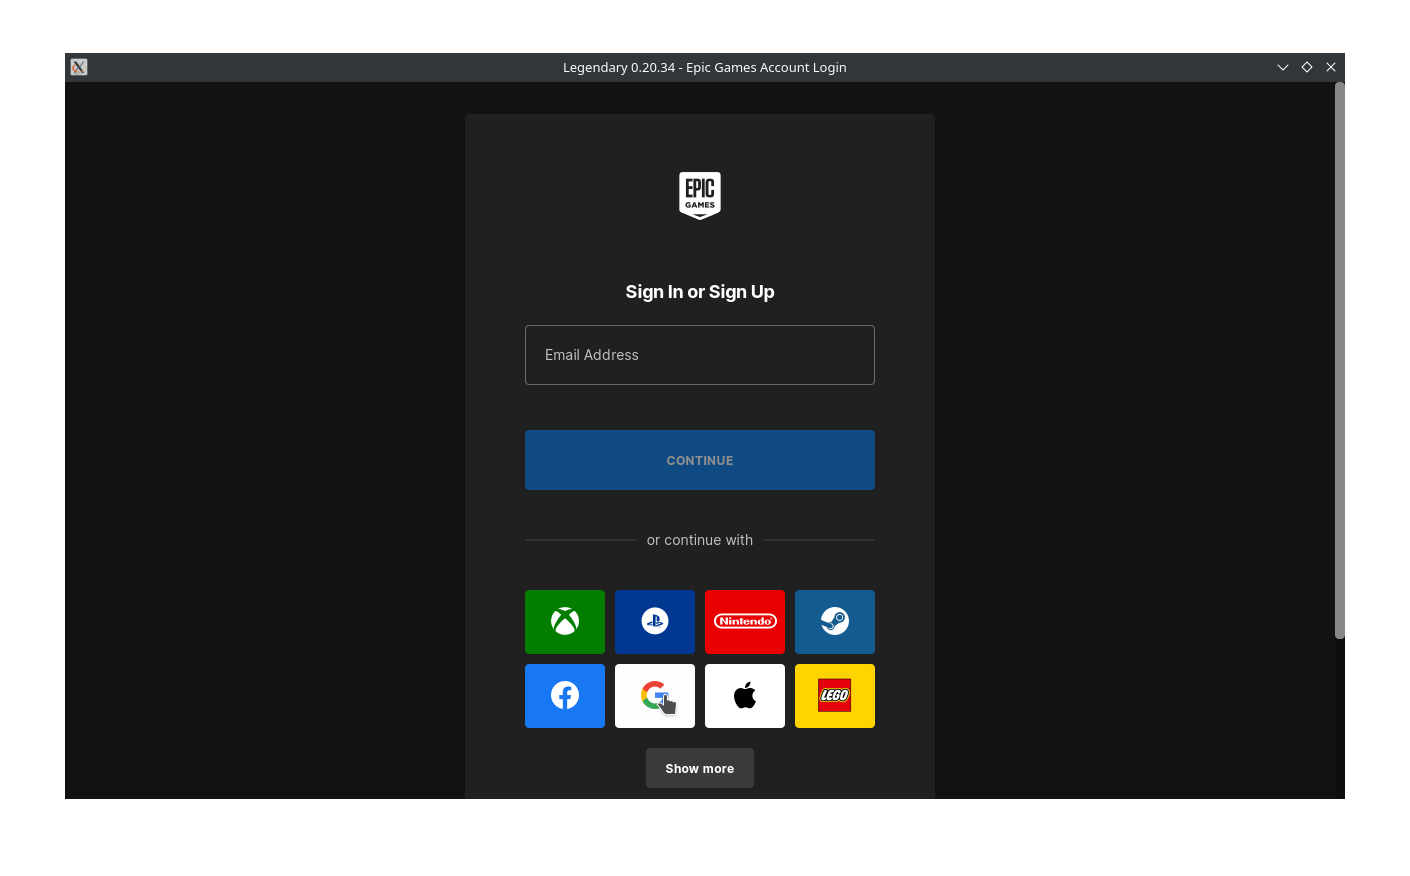 Legendary 0.20.34 - Epic Games Account Login
EPIC
GAMES
Sign In or Sign Up
Email Address
CONTINUE
or continue with
Nintendo
LEGO
Show more